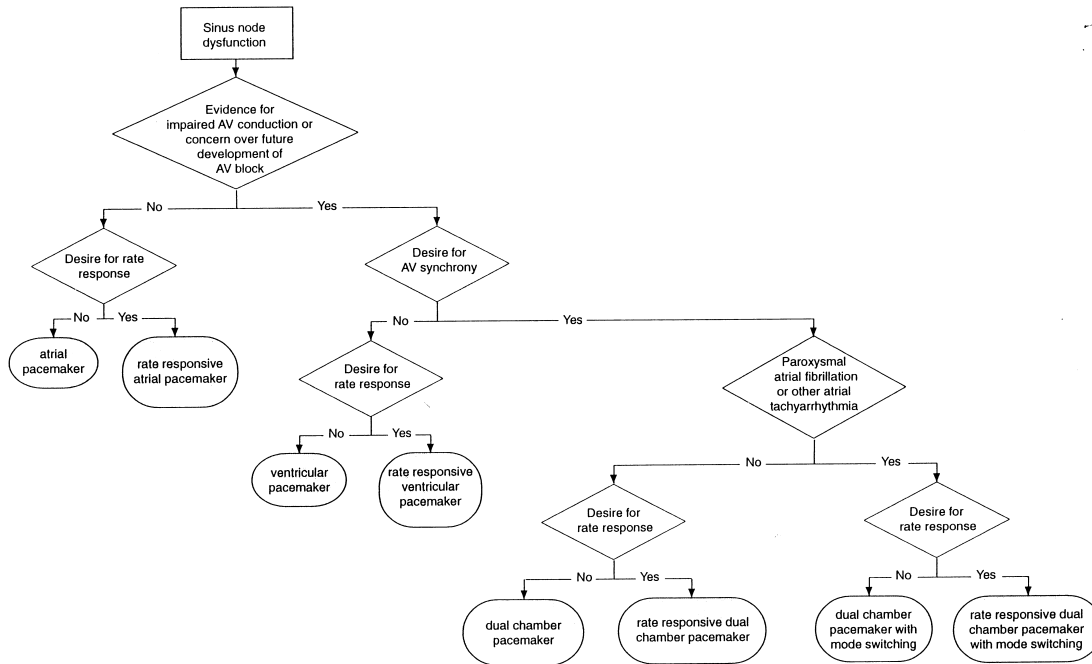 Sinus node
dysfunction
Evidence for
impaired AV conduction or
concern over future
development of
AV block
No
Yes
Desire for rate
response
Desire for
AV synchrony
No
Yes
No
Yes
atrial
pacemaker
rate responsive
atrial pacemaker
Desire for
rate response
Paroxysmal
atrial fibrillation
or other atrial
tachyarrhythmia
No
Yes
No
Yes
ventricular
pacemaker
rate responsive
ventricular
pacemaker
Desire for
rate response
Desire for
rate response
No
Yes
No
Yes
dual chamber
pacemaker
rate responsive dual
chamber pacemaker
dual chamber
pacemaker with
mode switching
rate responsive dual
chamber pacemaker
with mode switching